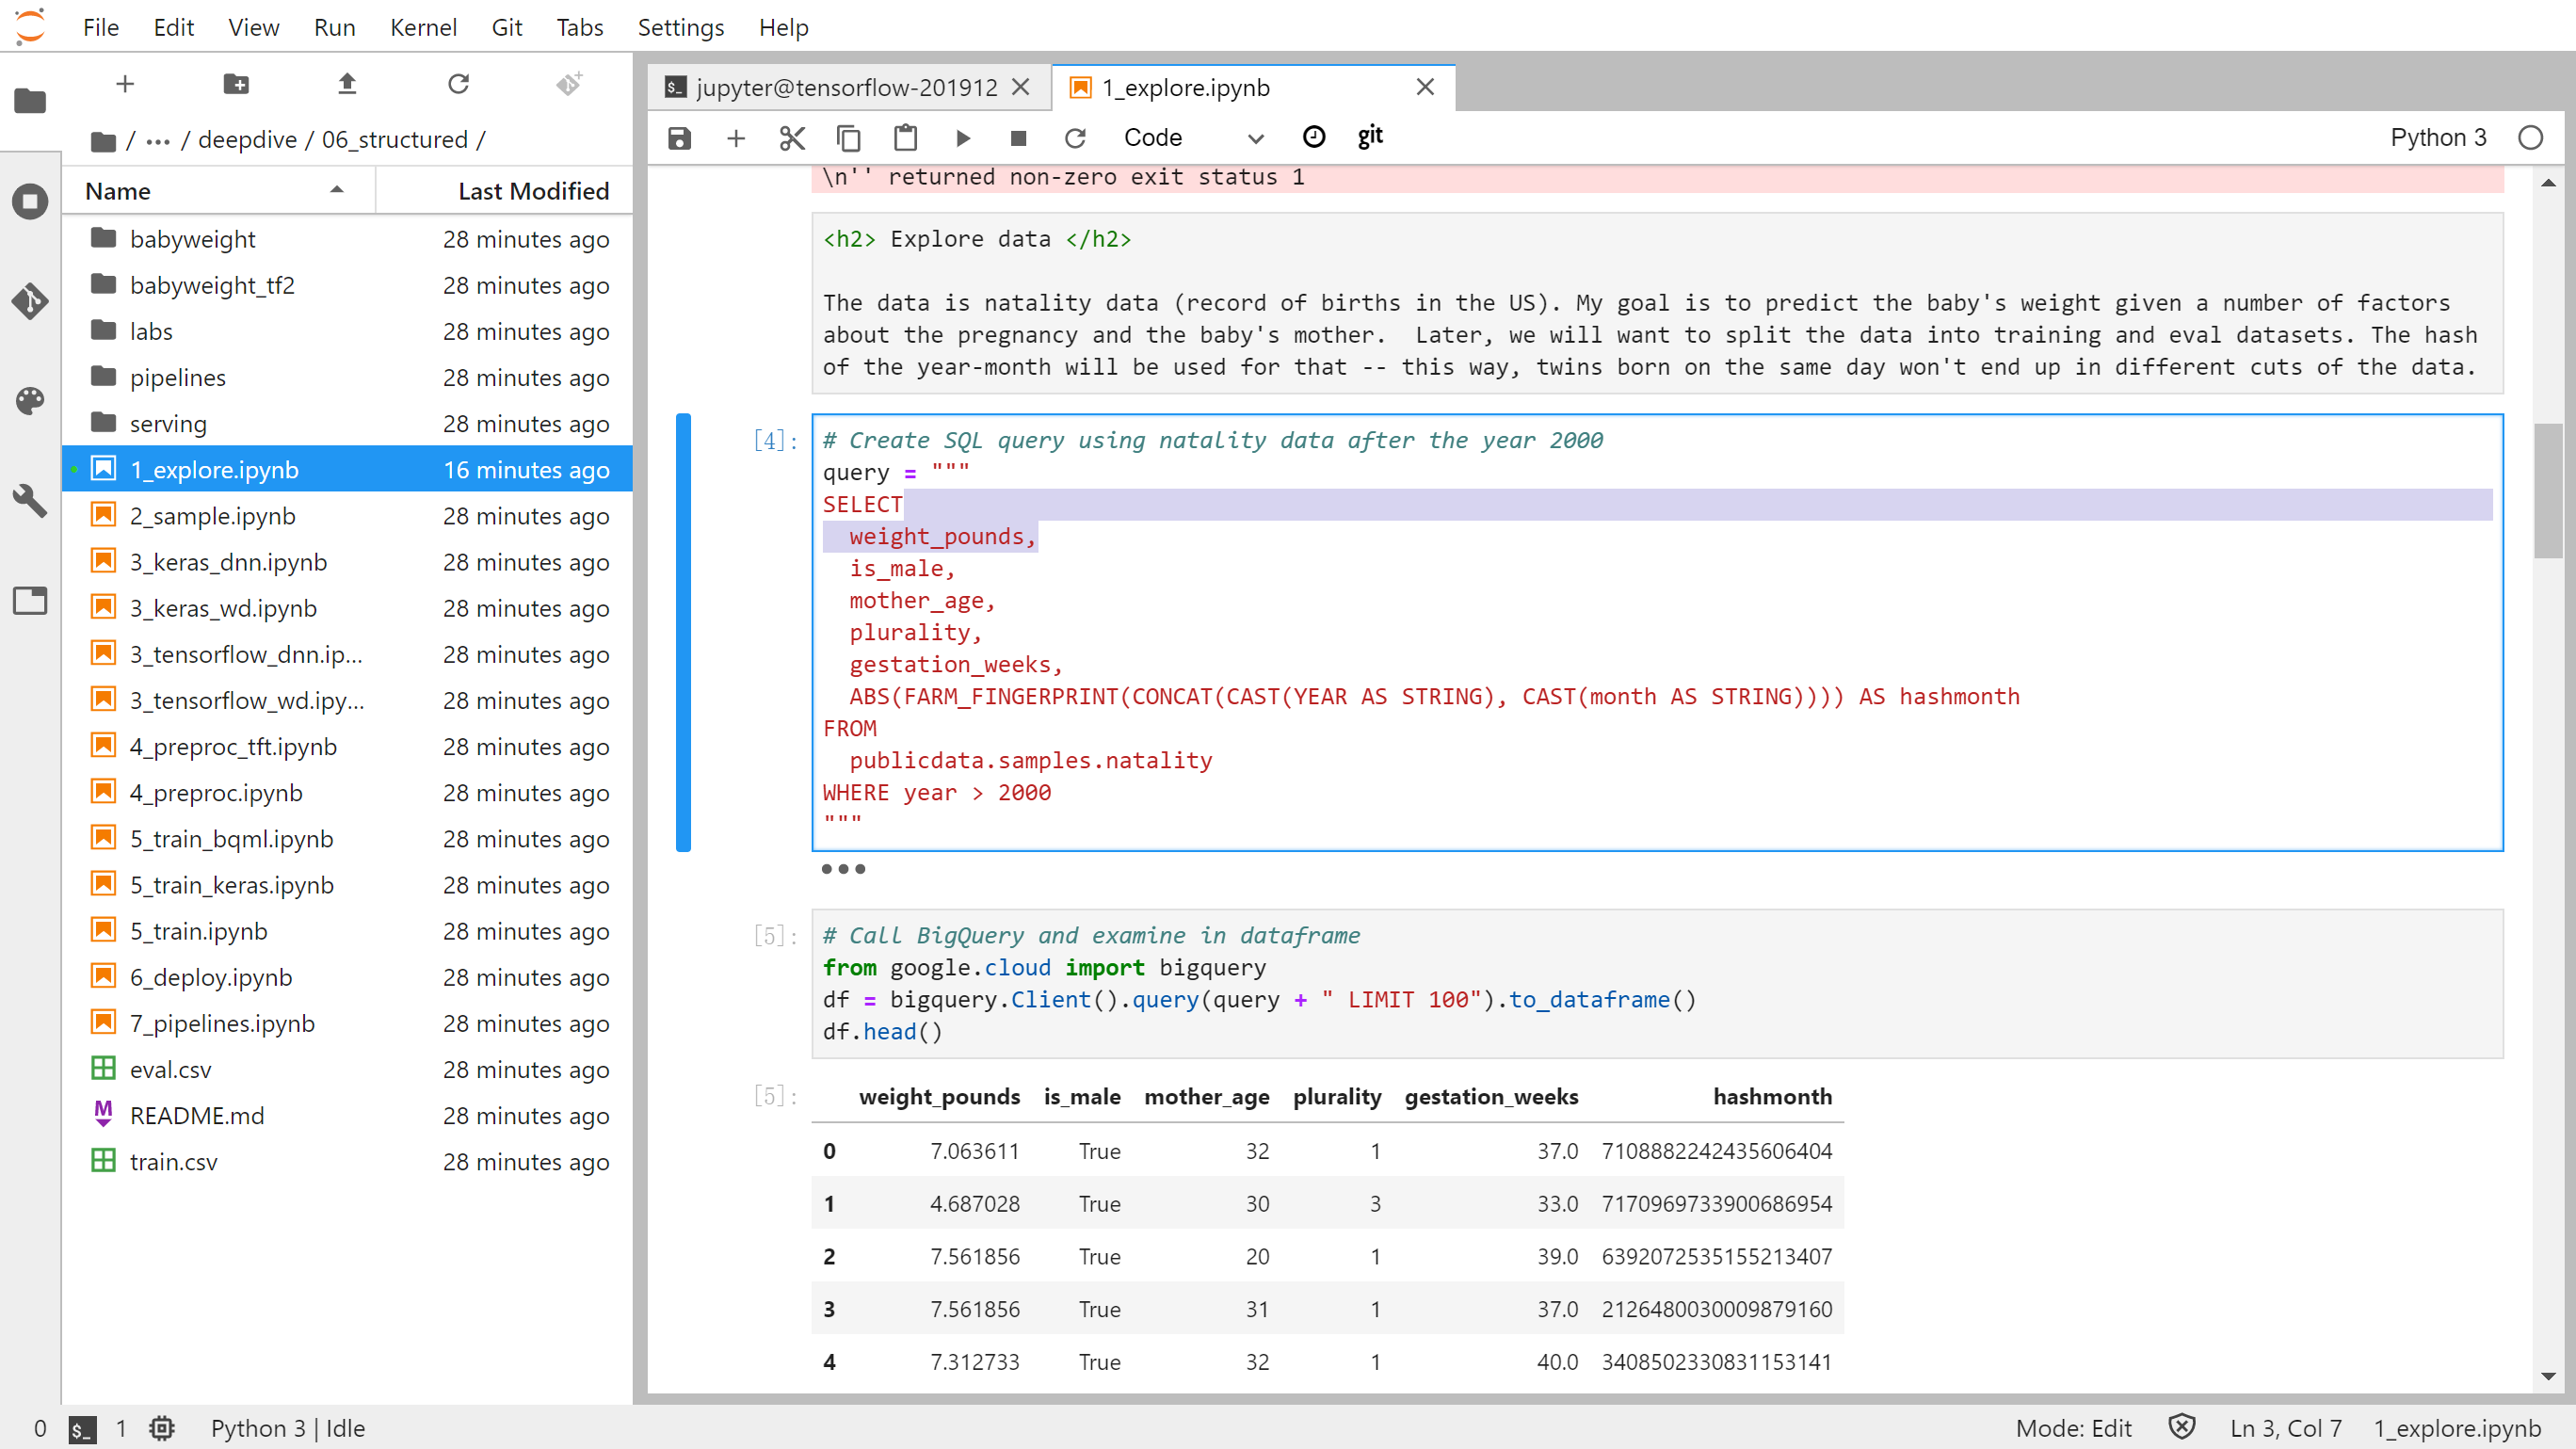 File Edit View Run Kernel Git Tabs Settings Help
/ ··· / deepdive / 06_structured /
Name Last Modified
babyweight 28 minutes ago
babyweight_tf2 28 minutes ago
labs 28 minutes ago
pipelines 28 minutes ago
serving 28 minutes ago
1_explore.ipynb 16 minutes ago
2_sample.ipynb 28 minutes ago
3_keras_dnn.ipynb 28 minutes ago
3_keras_wd.ipynb 28 minutes ago
3_tensorflow_dnn.ip... 28 minutes ago
3_tensorflow_wd.ipy... 28 minutes ago
4_preproc_tft.ipynb 28 minutes ago
4_preproc.ipynb 28 minutes ago
5_train_bqml.ipynb 28 minutes ago
5_train_keras.ipynb 28 minutes ago
5_train.ipynb 28 minutes ago
6_deploy.ipynb 28 minutes ago
7_pipelines.ipynb 28 minutes ago
eval.csv 28 minutes ago
M README.md 28 minutes ago
train.csv 28 minutes ago
$_ jupyter@tensorflow-201912
1_explore.ipynb
Code git Python 3
\n'' returned non-zero exit status 1
<h2> Explore data </h2>
The data is natality data (record of births in the US). My goal is to predict the baby's weight given a number of factors
about the pregnancy and the baby's mother.  Later, we will want to split the data into training and eval datasets. The hash
of the year-month will be used for that -- this way, twins born on the same day won't end up in different cuts of the data.
[4]: # Create SQL query using natality data after the year 2000
query = """
SELECT
  weight_pounds,
  is_male,
  mother_age,
  plurality,
  gestation_weeks,
  ABS(FARM_FINGERPRINT(CONCAT(CAST(YEAR AS STRING), CAST(month AS STRING)))) AS hashmonth
FROM
  publicdata.samples.natality
WHERE year > 2000
"""
[5]: # Call BigQuery and examine in dataframe
from google.cloud import bigquery
df = bigquery.Client().query(query + " LIMIT 100").to_dataframe()
df.head()
[5]: weight_pounds is_male mother_age plurality gestation_weeks hashmonth
0 7.063611 True 32 1 37.0 7108882242435606404
1 4.687028 True 30 3 33.0 7170969733900686954
2 7.561856 True 20 1 39.0 6392072535155213407
3 7.561856 True 31 1 37.0 2126480030009879160
4 7.312733 True 32 1 40.0 3408502330831153141
0 $_ 1 Python 3 | Idle Mode: Edit Ln 3, Col 7 1_explore.ipynb